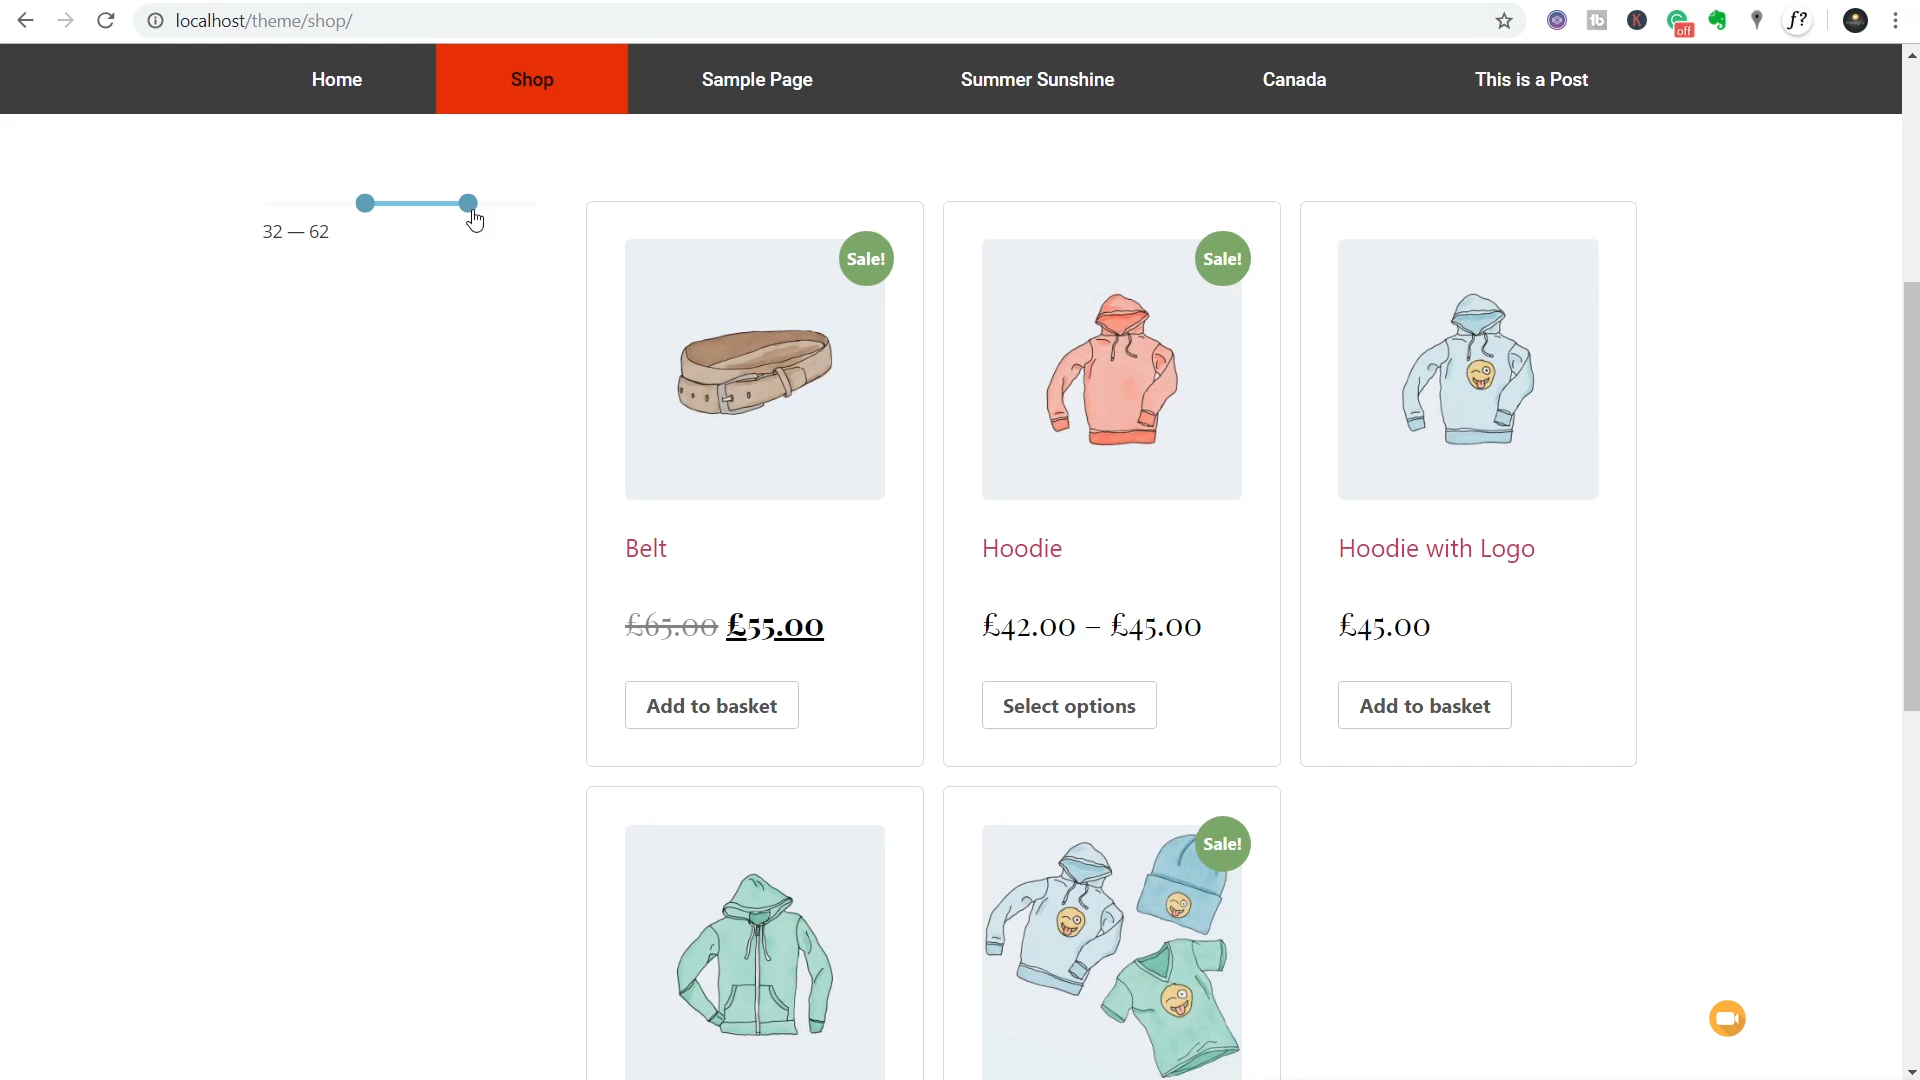 localhost/theme/shop/
tb
K
off
f?
Home
Shop
Sample Page
Summer Sunshine
Canada
This is a Post
32 — 62
Sale!
Sale!
Belt
Hoodie
Hoodie with Logo
£65.00 £55.00
£42.00 – £45.00
£45.00
Add to basket
Select options
Add to basket
Sale!